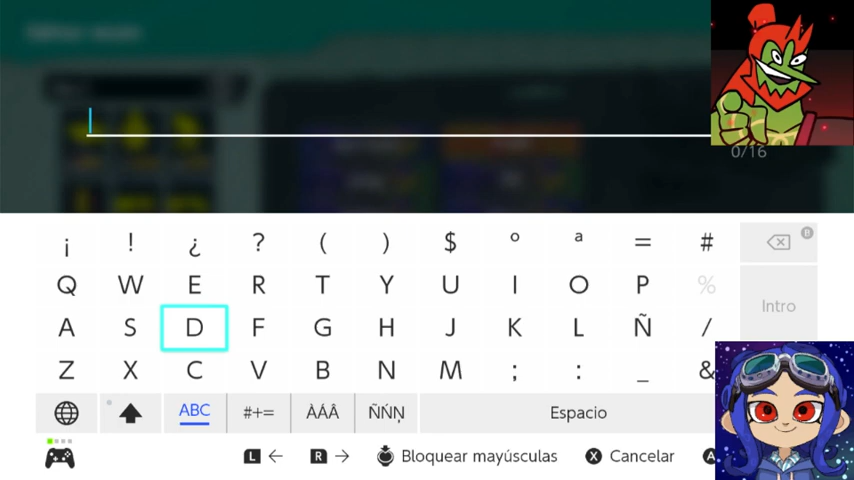 0/16
¡ ! ¿ ? ( ) $ º ª = # B
Q W E R T Y U I O P %
Intro
A S D F G H J K L Ñ /
Z X C V B N M ; : _ &
ABC #+= ÀÁÂ ÑŃŅ Espacio
L ← R → Bloquear mayúsculas X Cancelar A